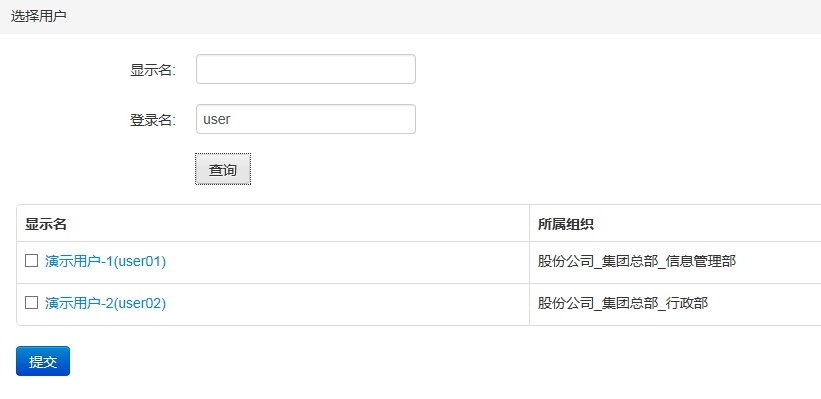 选择用户
显示名:
登录名: user
查询
显示名 所属组织
演示用户-1(user01) 股份公司_集团总部_信息管理部
演示用户-2(user02) 股份公司_集团总部_行政部
提交